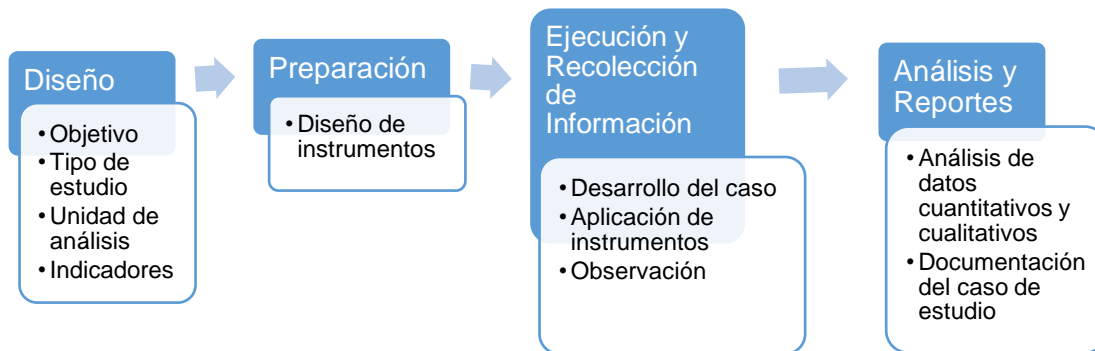 Diseño
• Objetivo
• Tipo de
estudio
• Unidad de
análisis
• Indicadores
Preparación
• Diseño de
instrumentos
Ejecución y
Recolección
de
Información
• Desarrollo del caso
• Aplicación de
instrumentos
• Observación
Análisis y
Reportes
• Análisis de
datos
cuantitativos y
cualitativos
• Documentación
del caso de
estudio